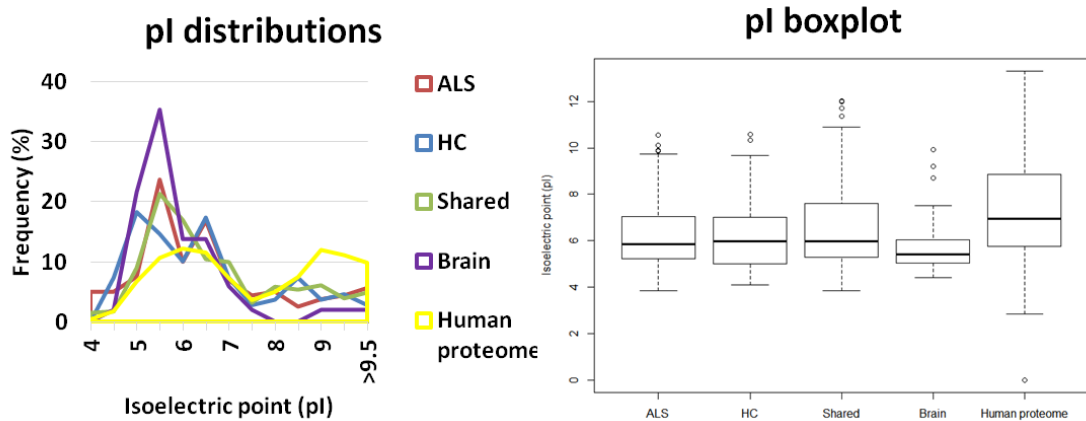 pI distributions
Frequency (%)
40
30
20
10
0
4
5
6
7
8
9
>9.5
Isoelectric point (pI)
ALS
HC
Shared
Brain
Human
proteome
pI boxplot
Isoelectric point (pI)
12
10
8
6
4
2
0
ALS
HC
Shared
Brain
Human proteome